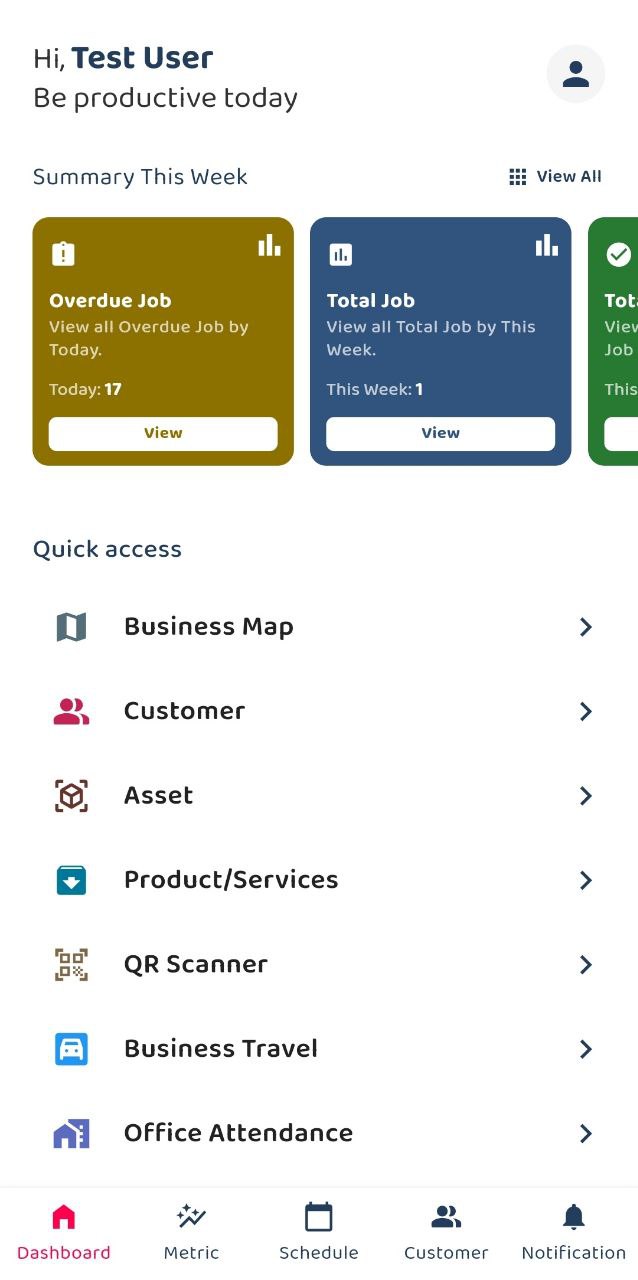 Hi, Test User
Be productive today
Summary This Week
View All
Overdue Job
View all Overdue Job by
Today.
Today: 17
View
Total Job
View all Total Job by This
Week.
This Week: 1
View
Job
This
Quick access
Business Map
Customer
Asset
Product/Services
QR Scanner
Business Travel
Office Attendance
Dashboard
Metric
Schedule
Customer
Notification